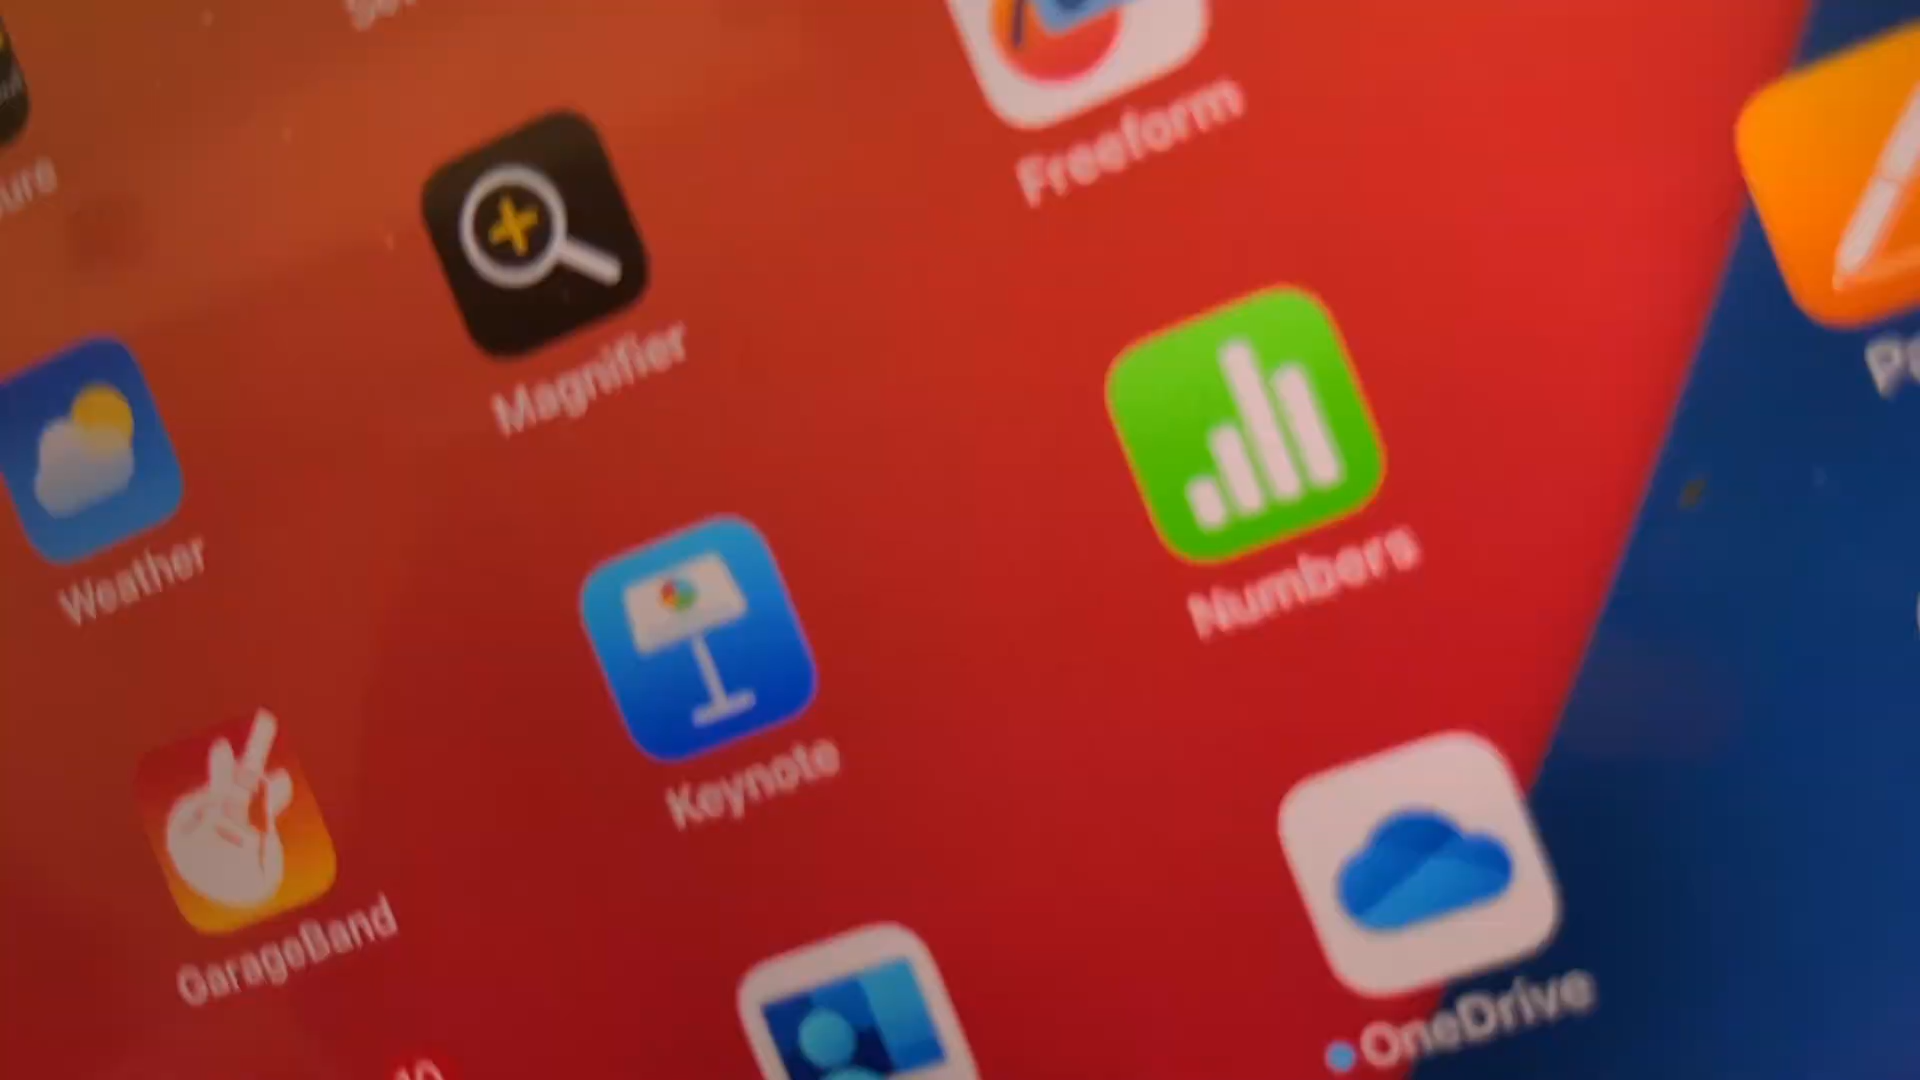 Freeform
Magnifier
Weather
Numbers
Keynote
GarageBand
OneDrive